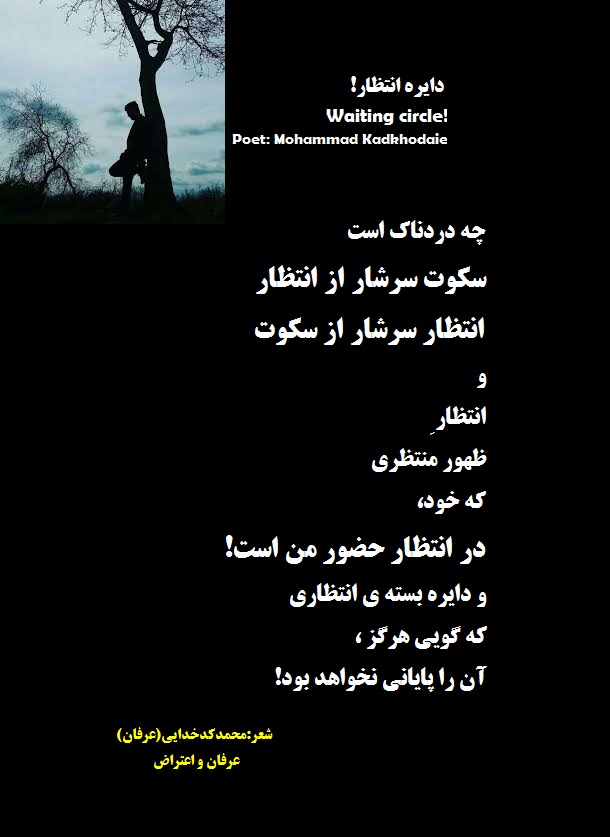 دایره انتظار!
Waiting circle!
Poet: Mohammad Kadkhodaie
چه دردناک است
سکوت سرشار از انتظار
انتظار سرشار از سکوت
و
انتظارِ
ظهور منتظری
که خود،
در انتظار حضور من است!
و دایره بسته ی انتظاری
که گویی هرگز ،
آن را پایانی نخواهد بود!
شعر:محمدکدخدایی(عرفان)
عرفان و اعتراض